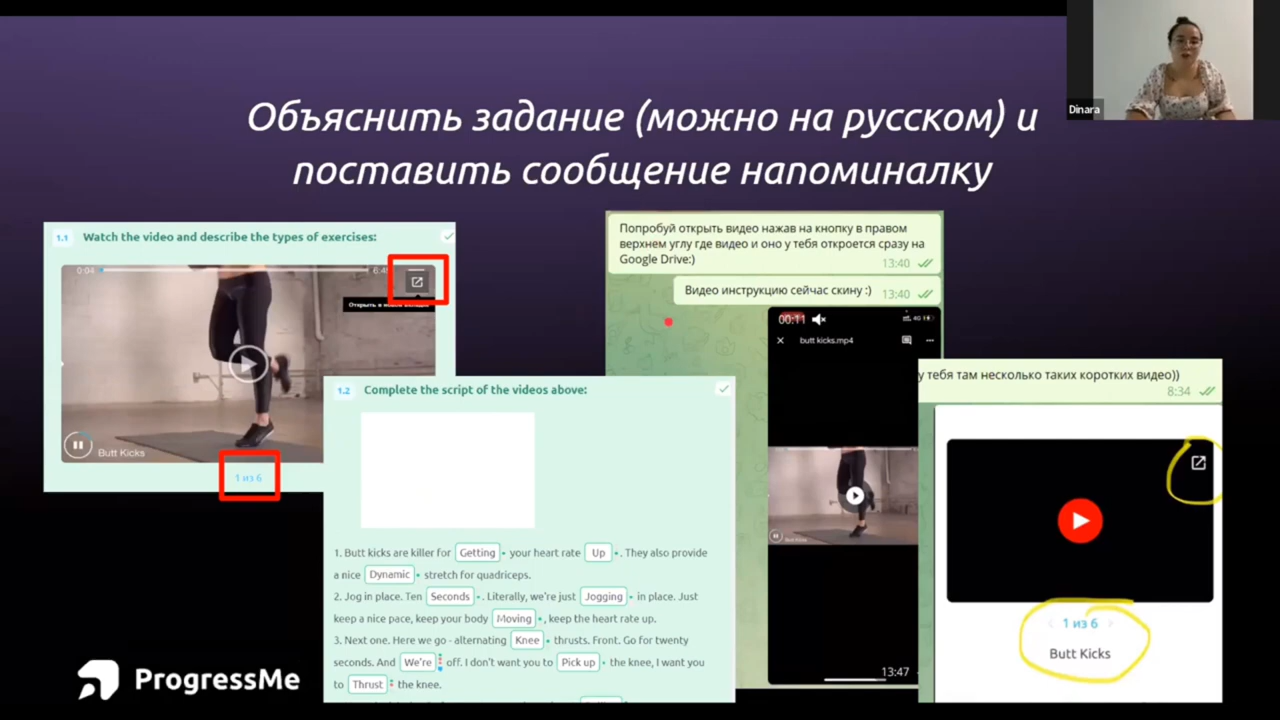 Dinara
Объяснить задание (можно на русском) и
поставить сообщение напоминалку
1.1 Watch the video and describe the types of exercises:
0:04
Открыть в новой
Butt Kicks
1 из 6
1.2 Complete the script of the videos above:
1. Butt kicks are killer for Getting your heart rate Up . They also provide
a nice Dynamic stretch for quadriceps.
2. Jog in place. Ten Seconds . Literally, we're just Jogging in place. Just
keep a nice pace, keep your body Moving , keep the heart rate up.
3. Next one. Here we go - alternating Knee thrusts. Front. Go for twenty
seconds. And We're off. I don't want you to Pick up the knee, I want you
to Thrust the knee.
Попробуй открыть видео нажав на кнопку в правом
верхнем углу где видео и оно у тебя откроется сразу на
Google Drive:)
13:40
Видео инструкцию сейчас скину :)
13:40
00:11
4G
butt kicks.mp4
Butt Kicks
13:47
у тебя там несколько таких коротких видео))
8:34
1 из 6
Butt Kicks
ProgressMe